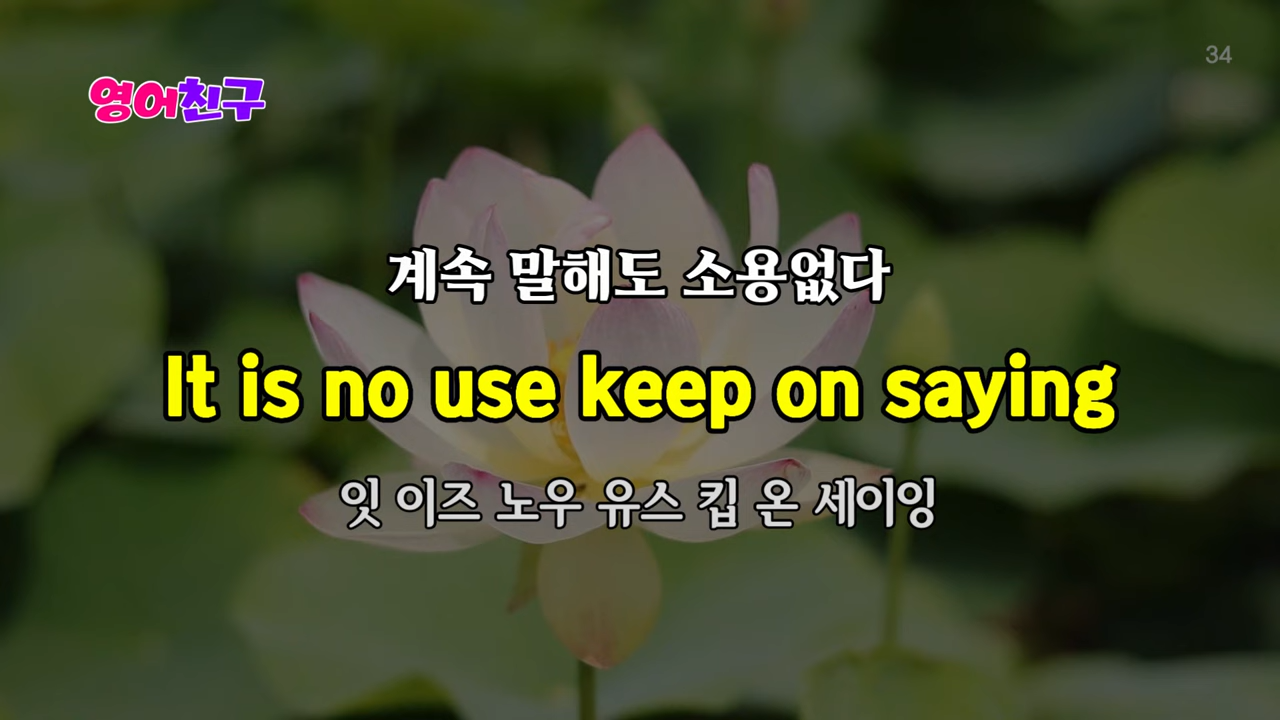 34
영어친구
계속 말해도 소용없다
It is no use keep on saying
잇 이즈 노우 유스 킵 온 세이잉